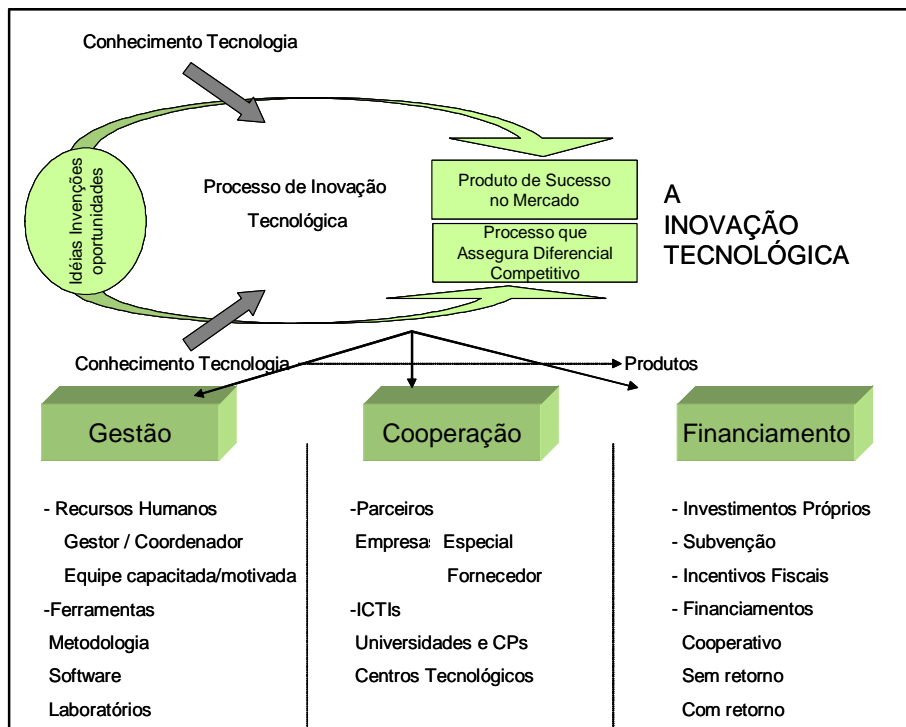 Conhecimento Tecnologia
Idéias Invenções
oportunidades
Processo de Inovação
Tecnológica
Produto de Sucesso
no Mercado
Processo que
Assegura Diferencial
Competitivo
A
INOVAÇÃO
TECNOLÓGICA
Conhecimento Tecnologia
Produtos
Gestão
- Recursos Humanos
Gestor / Coordenador
Equipe capacitada/motivada
-Ferramentas
Metodologia
Software
Laboratórios
Cooperação
-Parceiros
Empresas Especial
Fornecedor
-ICTIs
Universidades e CPs
Centros Tecnológicos
Financiamento
- Investimentos Próprios
- Subvenção
- Incentivos Fiscais
- Financiamentos
Cooperativo
Sem retorno
Com retorno